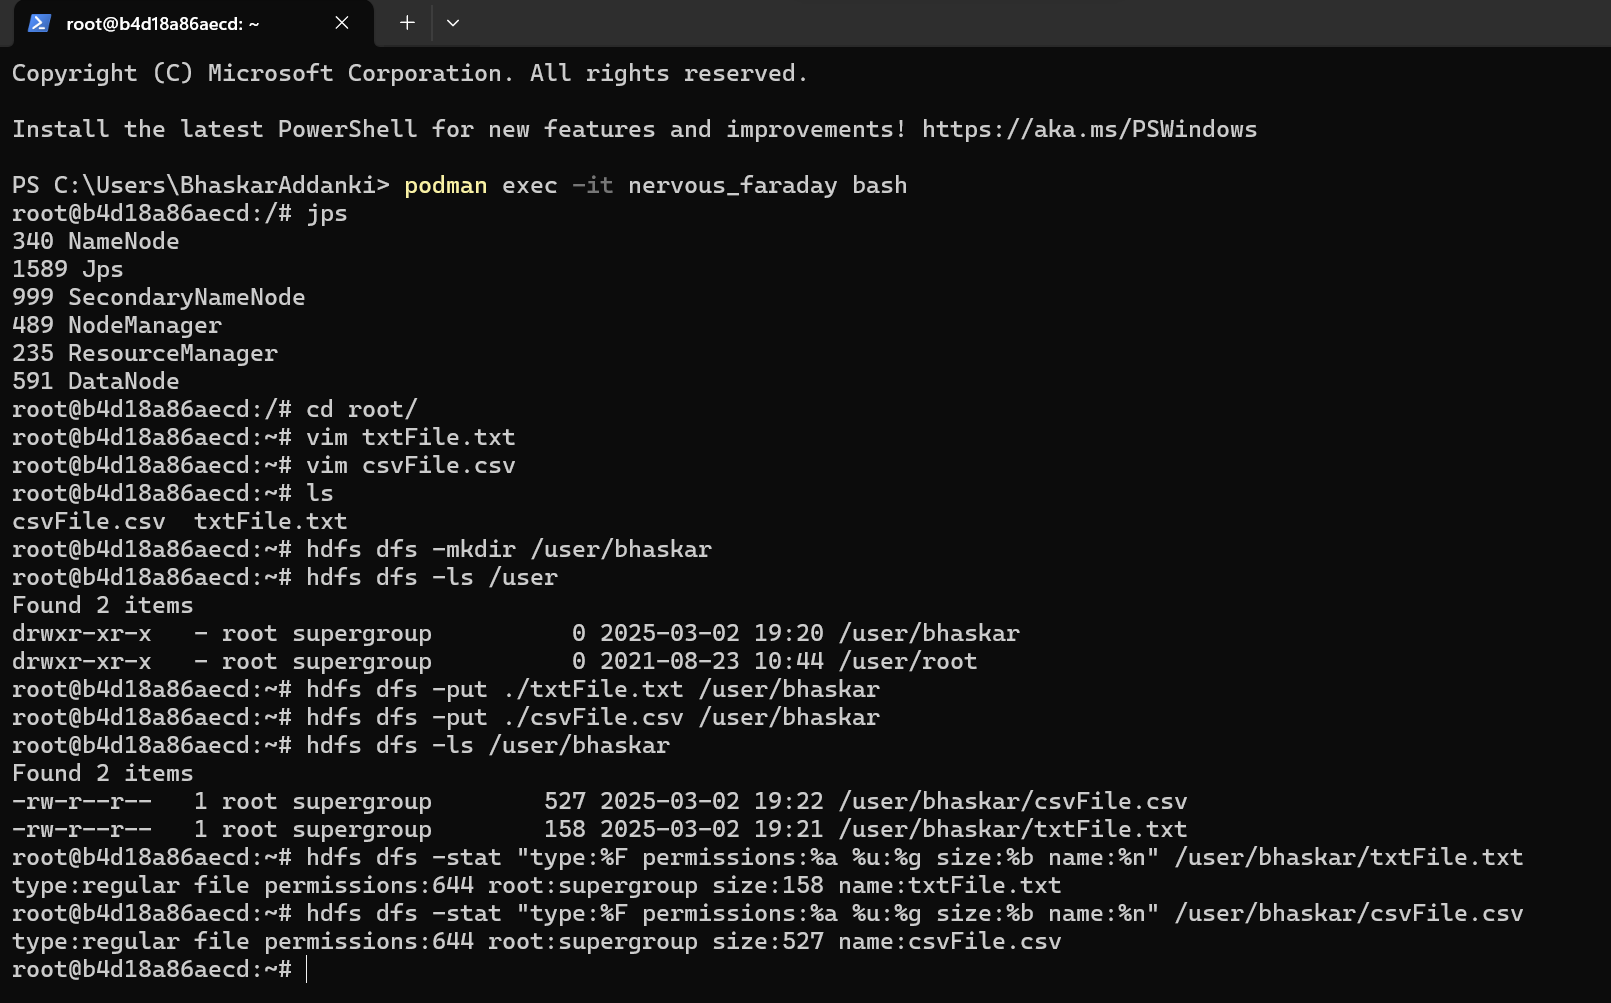 root@b4d18a86aecd: ~
Copyright (C) Microsoft Corporation. All rights reserved.
Install the latest PowerShell for new features and improvements! https://aka.ms/PSWindows
PS C:\Users\BhaskarAddanki> podman exec -it nervous_faraday bash
root@b4d18a86aecd:/# jps
340 NameNode
1589 Jps
999 SecondaryNameNode
489 NodeManager
235 ResourceManager
591 DataNode
root@b4d18a86aecd:/# cd root/
root@b4d18a86aecd:~# vim txtFile.txt
root@b4d18a86aecd:~# vim csvFile.csv
root@b4d18a86aecd:~# ls
csvFile.csv  txtFile.txt
root@b4d18a86aecd:~# hdfs dfs -mkdir /user/bhaskar
root@b4d18a86aecd:~# hdfs dfs -ls /user
Found 2 items
drwxr-xr-x   - root supergroup          0 2025-03-02 19:20 /user/bhaskar
drwxr-xr-x   - root supergroup          0 2021-08-23 10:44 /user/root
root@b4d18a86aecd:~# hdfs dfs -put ./txtFile.txt /user/bhaskar
root@b4d18a86aecd:~# hdfs dfs -put ./csvFile.csv /user/bhaskar
root@b4d18a86aecd:~# hdfs dfs -ls /user/bhaskar
Found 2 items
-rw-r--r--   1 root supergroup        527 2025-03-02 19:22 /user/bhaskar/csvFile.csv
-rw-r--r--   1 root supergroup        158 2025-03-02 19:21 /user/bhaskar/txtFile.txt
root@b4d18a86aecd:~# hdfs dfs -stat "type:%F permissions:%a %u:%g size:%b name:%n" /user/bhaskar/txtFile.txt
type:regular file permissions:644 root:supergroup size:158 name:txtFile.txt
root@b4d18a86aecd:~# hdfs dfs -stat "type:%F permissions:%a %u:%g size:%b name:%n" /user/bhaskar/csvFile.csv
type:regular file permissions:644 root:supergroup size:527 name:csvFile.csv
root@b4d18a86aecd:~#